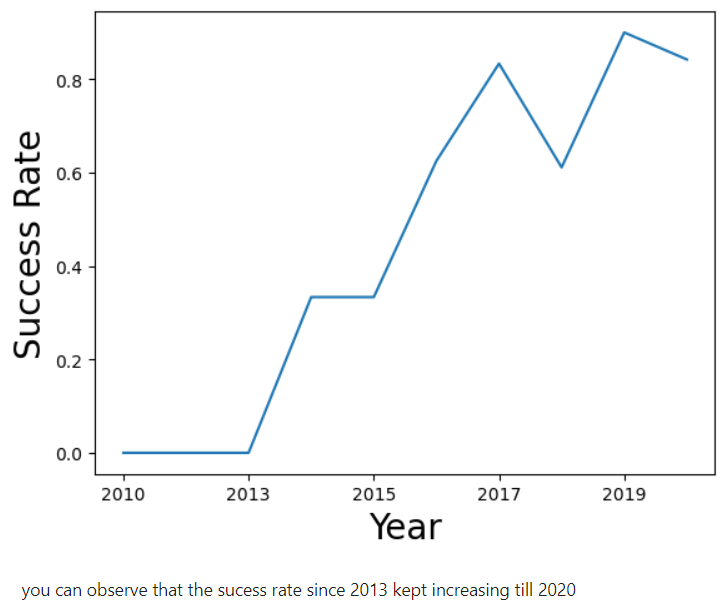 0.8
0.6
0.4
0.2
0.0
Success Rate
2010 2013 2015 2017 2019
Year
you can observe that the sucess rate since 2013 kept increasing till 2020